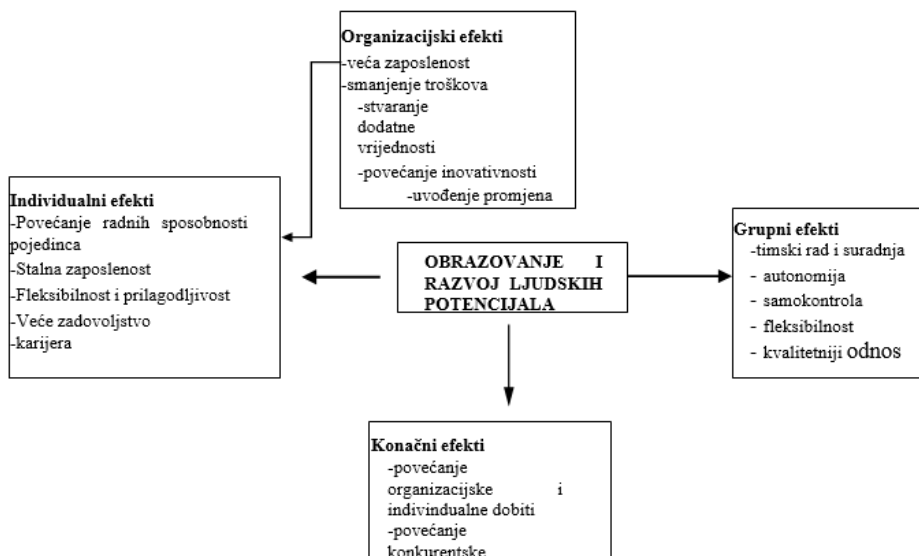 Organizacijski efekti
-veća zaposlenost
-smanjenje troškova
-stvaranje
dodatne
vrijednosti
-povećanje inovativnosti
-uvođenje promjena
Individualni efekti
-Povećanje radnih sposobnosti
pojedinca
-Stalna zaposlenost
-Fleksibilnost i prilagodljivost
-Veće zadovoljstvo
-karijera
OBRAZOVANJE I
RAZVOJ LJUDSKIH
POTENCIJALA
Grupni efekti
-timski rad i suradnja
- autonomija
- samokontrola
- fleksibilnost
- kvalitetniji odnos
Konačni efekti
-povećanje
organizacijske i
indivindualne dobiti
-povećanje
konkurentske